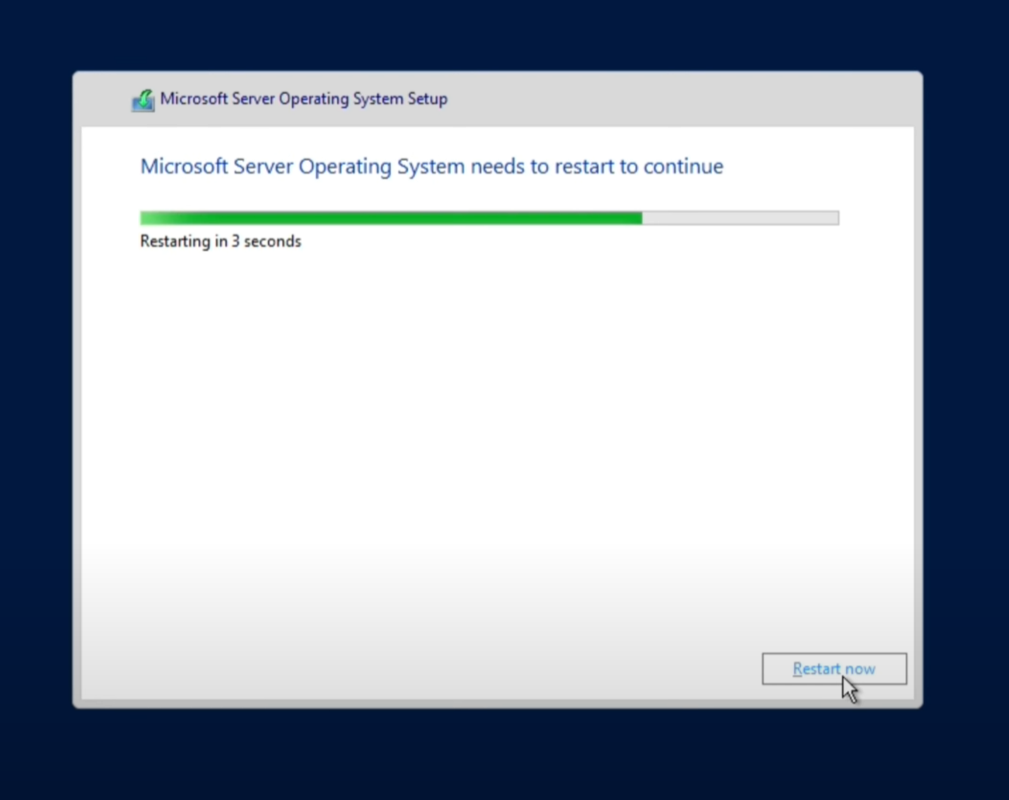 Microsoft Server Operating System Setup
Microsoft Server Operating System needs to restart to continue
Restarting in 3 seconds
Restart now